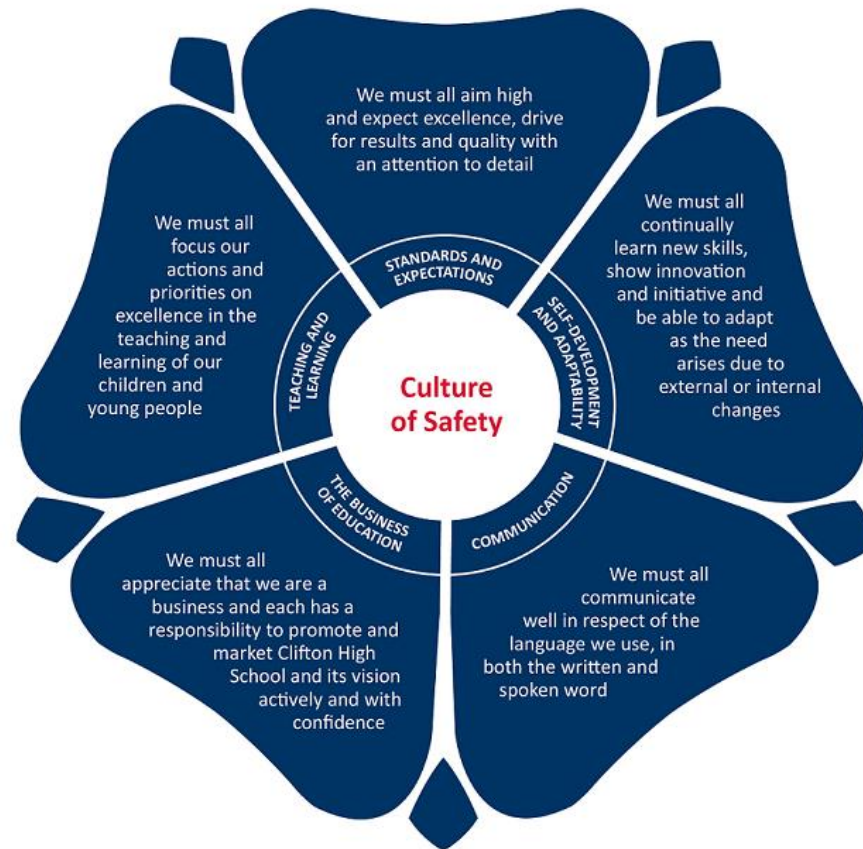 We must all aim high
and expect excellence, drive
for results and quality with
an attention to detail
STANDARDS AND
EXPECTATIONS
We must all
continually
learn new skills,
show innovation
and initiative and
be able to adapt
as the need
arises due to
external or internal
changes
SELF-DEVELOPMENT
AND ADAPTABILITY
We must all
communicate
well in respect of the
language we use, in
both the written and
spoken word
COMMUNICATION
We must all
appreciate that we are a
business and each has a
responsibility to promote and
market Clifton High
School and its vision
actively and with
confidence
THE BUSINESS
OF EDUCATION
We must all
focus our
actions and
priorities on
excellence in the
teaching and
learning of our
children and
young people
TEACHING AND
LEARNING
Culture
of Safety